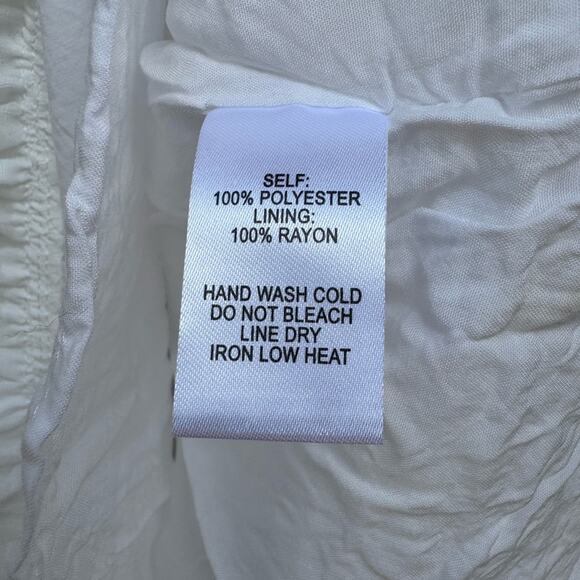 SELF:
100% POLYESTER
LINING:
100% RAYON
HAND WASH COLD
DO NOT BLEACH
LINE DRY
IRON LOW HEAT